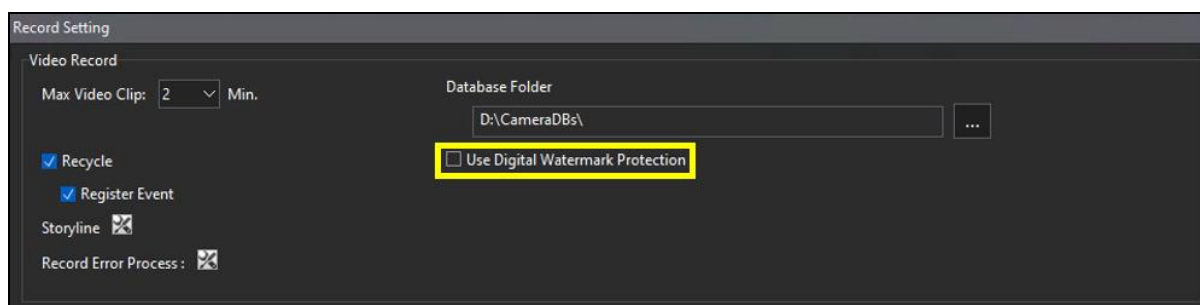 Record Setting
Video Record
Max Video Clip: 2 Min.
Database Folder
D:\CameraDBs\
...
Recycle
Use Digital Watermark Protection
Register Event
Storyline
Record Error Process :